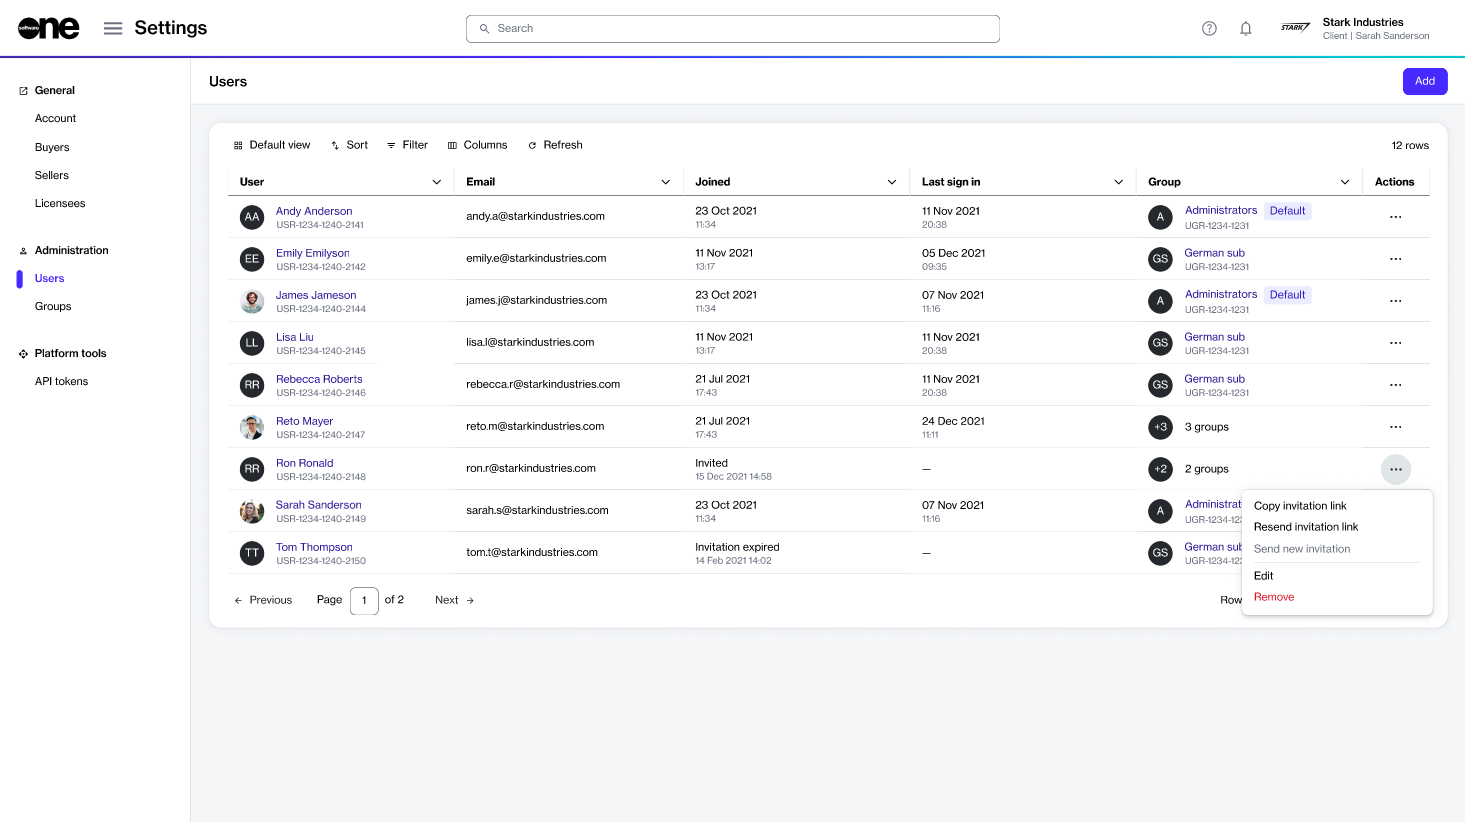 software one
Settings
Search
Stark Industries
Client | Sarah Sanderson
STARK
General
Account
Buyers
Sellers
Licensees
Administration
Users
Groups
Platform tools
API tokens
Users
Add
Default view Sort Filter Columns Refresh
12 rows
User Email Joined Last sign in Group Actions
AA Andy Anderson andy.a@starkindustries.com 23 Oct 2021 11 Nov 2021 A Administrators Default
USR-1234-1240-2141 11:34 20:38 UGR-1234-1231
EE Emily Emilyson emily.e@starkindustries.com 11 Nov 2021 05 Dec 2021 GS German sub
USR-1234-1240-2142 13:17 09:35 UGR-1234-1231
James Jameson james.j@starkindustries.com 23 Oct 2021 07 Nov 2021 A Administrators Default
USR-1234-1240-2144 11:34 11:16 UGR-1234-1231
LL Lisa Liu lisa.l@starkindustries.com 11 Nov 2021 11 Nov 2021 GS German sub
USR-1234-1240-2145 13:17 20:38 UGR-1234-1231
RR Rebecca Roberts rebecca.r@starkindustries.com 21 Jul 2021 11 Nov 2021 GS German sub
USR-1234-1240-2146 17:43 20:38 UGR-1234-1231
Reto Mayer reto.m@starkindustries.com 21 Jul 2021 24 Dec 2021 +3 3 groups
USR-1234-1240-2147 17:43 11:11
RR Ron Ronald ron.r@starkindustries.com Invited — +2 2 groups
USR-1234-1240-2148 15 Dec 2021 14:58
Sarah Sanderson sarah.s@starkindustries.com 23 Oct 2021 07 Nov 2021 A Administrat
USR-1234-1240-2149 11:34 11:16 UGR-1234-123
TT Tom Thompson tom.t@starkindustries.com Invitation expired — GS German sub
USR-1234-1240-2150 14 Feb 2021 14:02 UGR-1234-123
Copy invitation link
Resend invitation link
Send new invitation
Edit
Remove
Previous Page 1 of 2 Next
Row